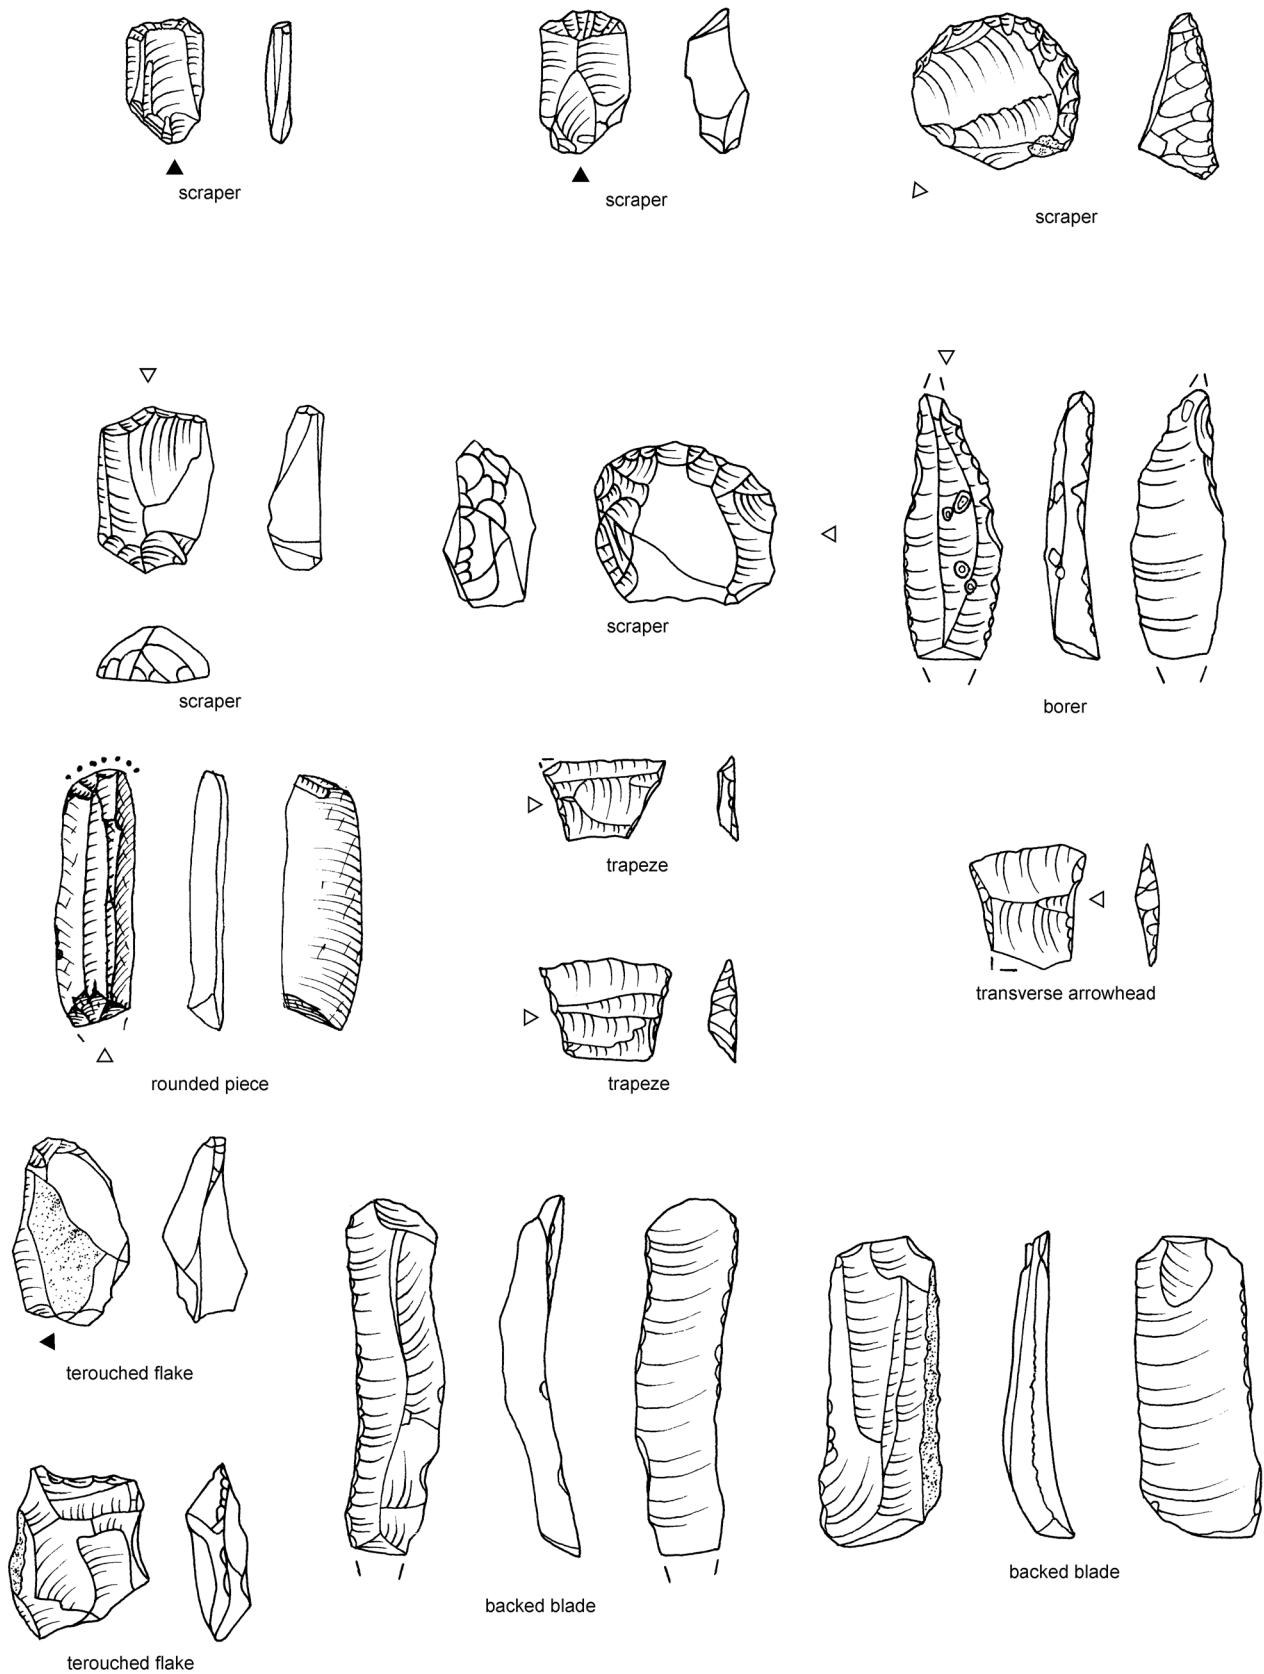 scraper
scraper
scraper
scraper
scraper
borer
rounded piece
trapeze
trapeze
transverse arrowhead
terouched flake
terouched flake
backed blade
backed blade